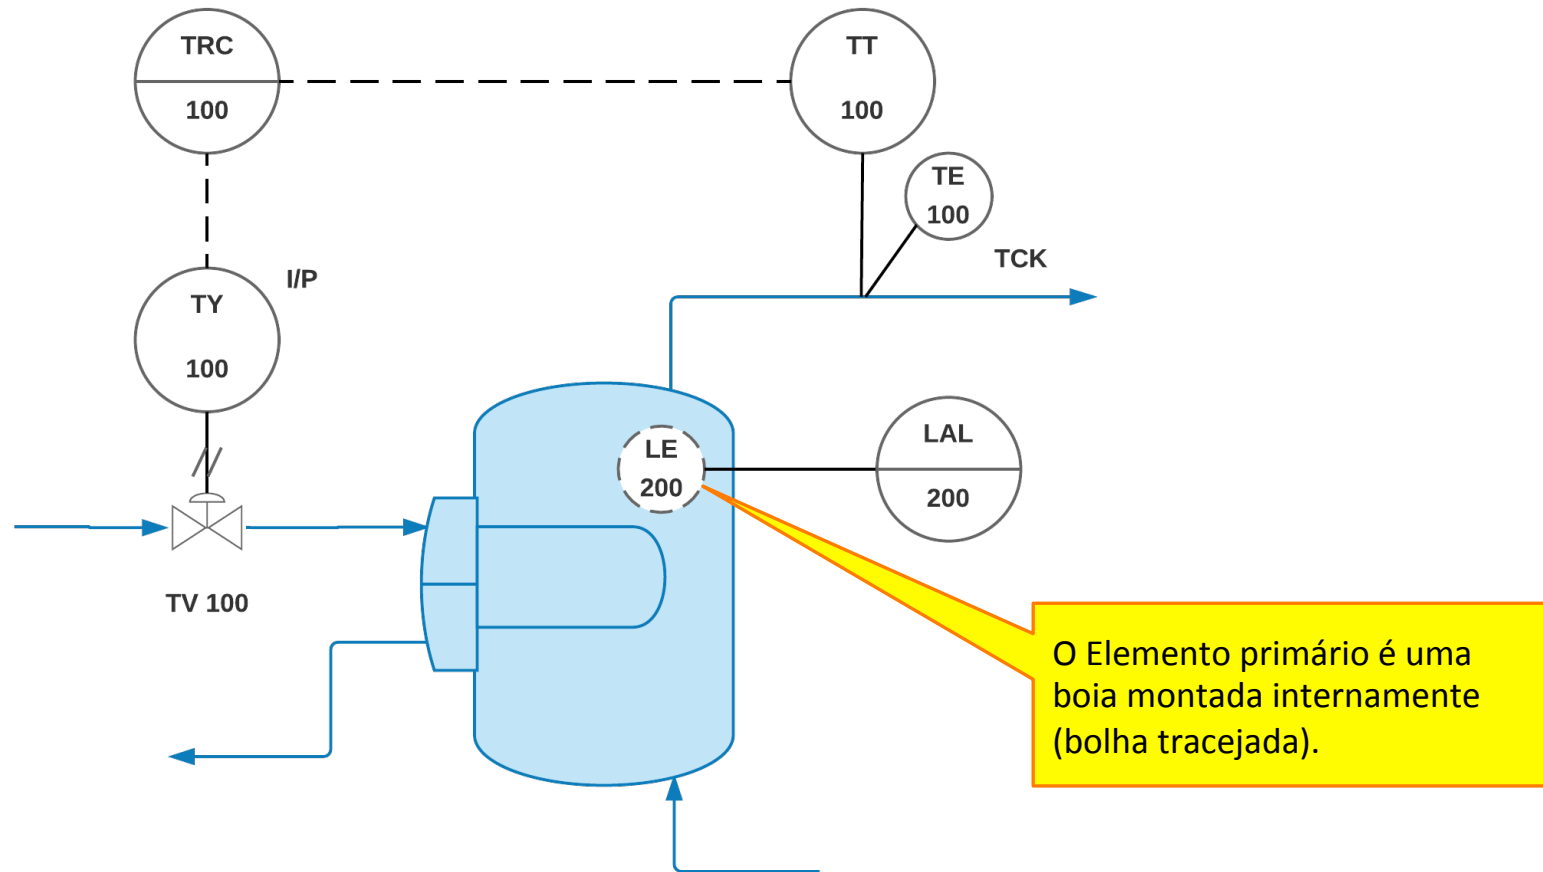 TRC
100
TT
100
TE
100
TCK
I/P
TY
100
LE
200
LAL
200
TV 100
O Elemento primário é uma
boia montada internamente
(bolha tracejada).